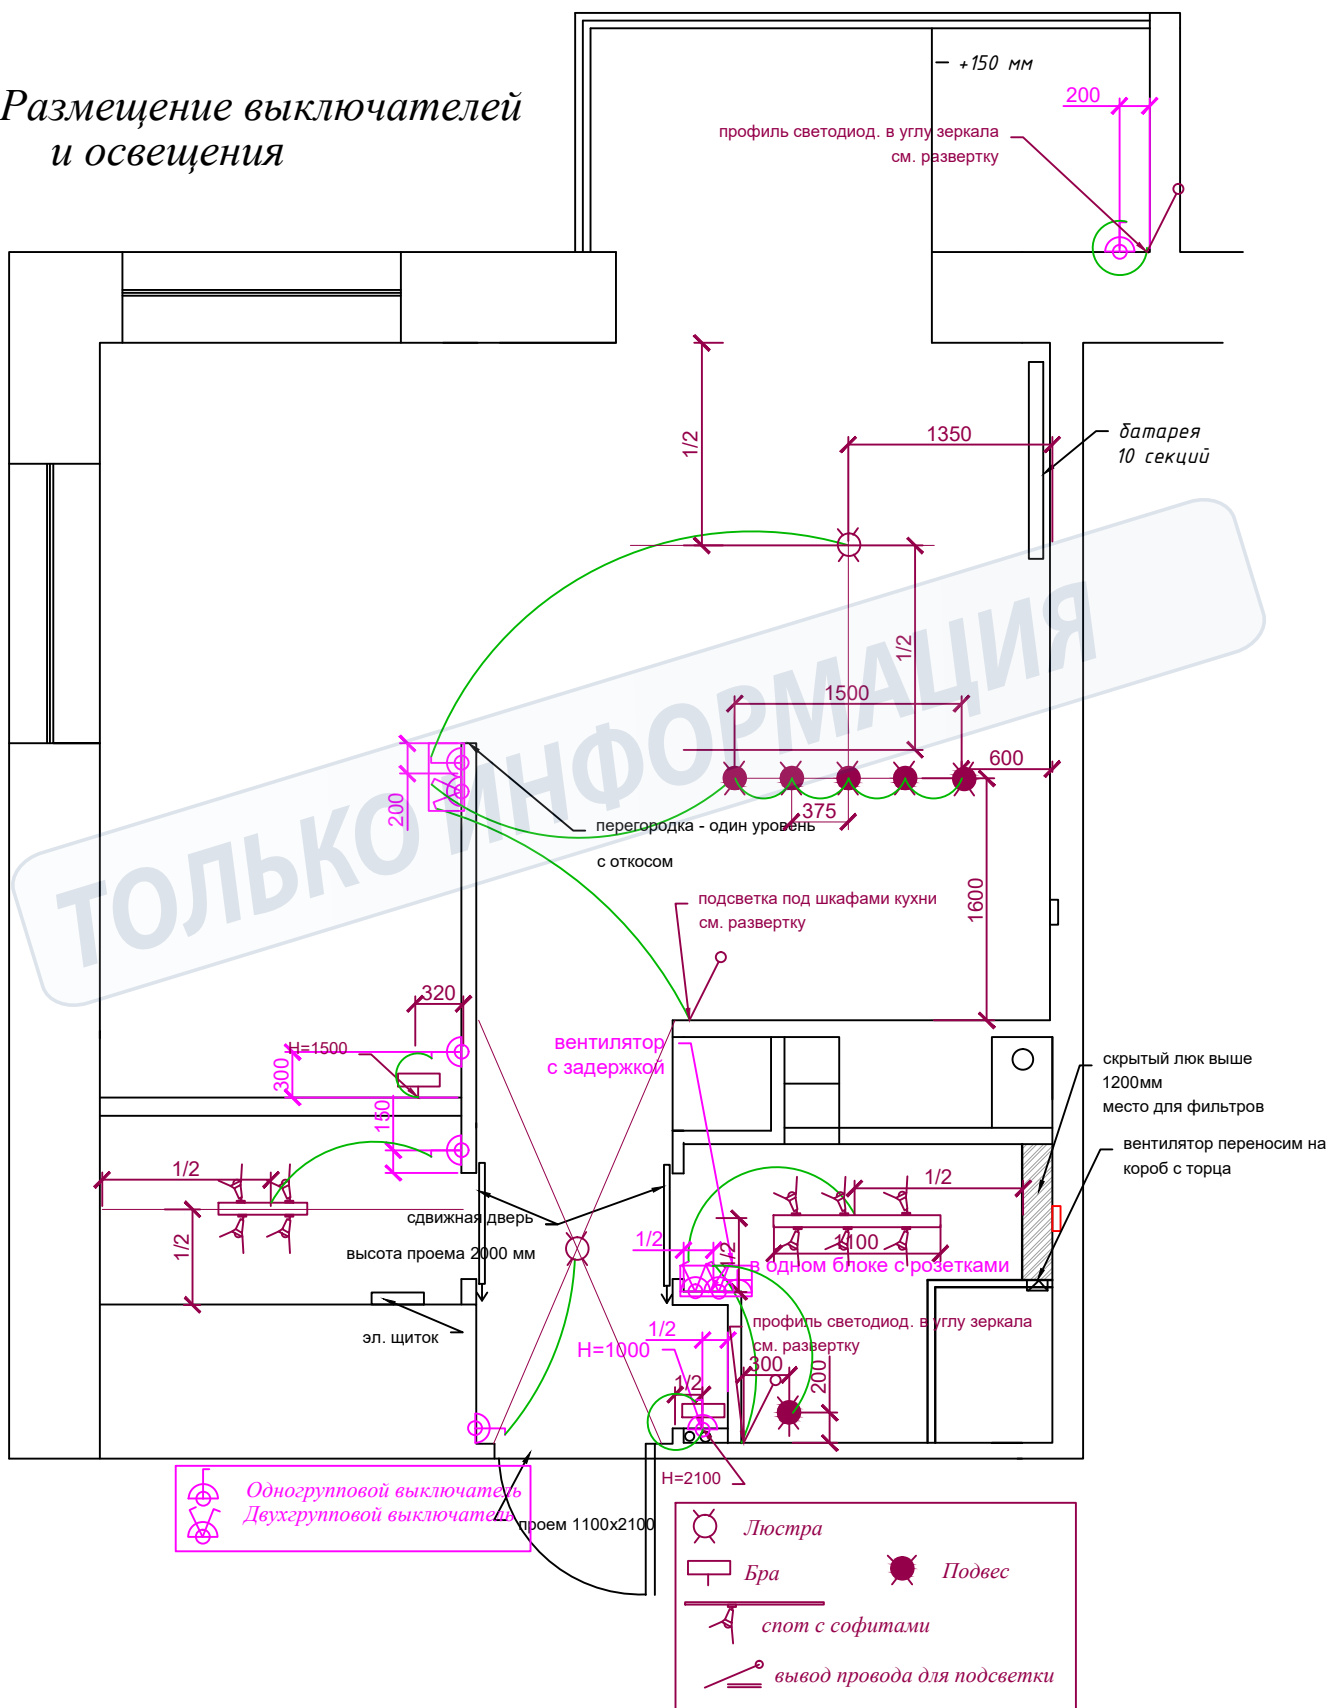 Размещение выключателей
и освещения
+150 мм
200
профиль светодиод. в углу зеркала
см. развертку
1/2
1350
батарея
10 секций
1/2
1500
600
375
200
перегородка - один уровень
с откосом
ТОЛЬКО ИНФОРМАЦИЯ
подсветка под шкафами кухни
см. развертку
1600
320
H=1500
300
150
вентилятор
с задержкой
скрытый люк выше
1200мм
место для фильтров
вентилятор переносим на
короб с торца
1/2
1/2
1/2
сдвижная дверь
высота проема 2000 мм
1/2
1/2
1100
в одном блоке с розетками
эл. щиток
профиль светодиод. в углу зеркала
см. развертку
1/2
H=1000
300
200
1/2
H=2100
Одногрупповой выключатель
Двухгрупповой выключатель
проем 1100х2100
Люстра
Бра
Подвес
спот с софитами
вывод провода для подсветки